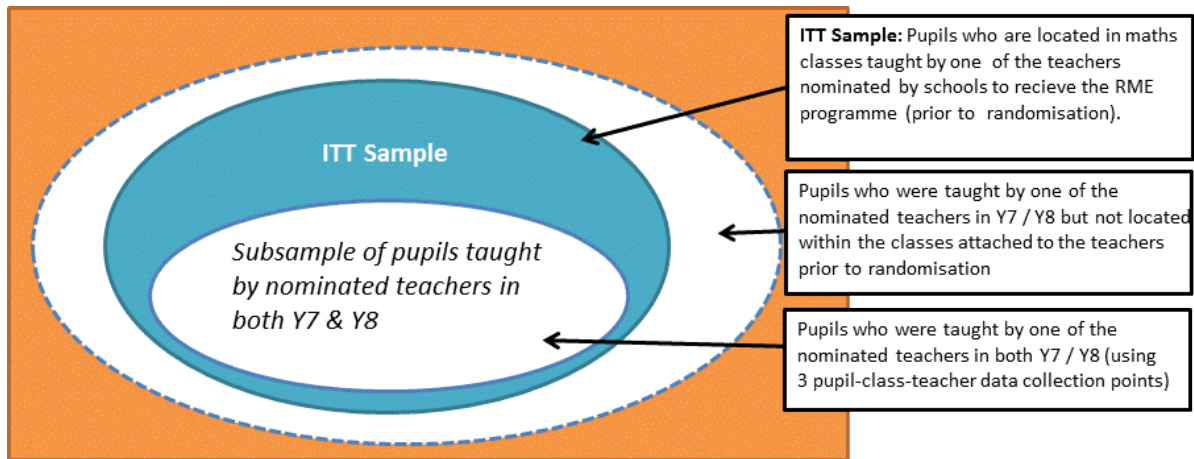 ITT Sample
Subsample of pupils taught
by nominated teachers in
both Y7 & Y8
ITT Sample: Pupils who are located in maths
classes taught by one of the teachers
nominated by schools to recieve the RME
programme (prior to randomisation).
Pupils who were taught by one of the
nominated teachers in Y7 / Y8 but not located
within the classes attached to the teachers
prior to randomisation
Pupils who were taught by one of the
nominated teachers in both Y7 / Y8 (using
3 pupil-class-teacher data collection points)